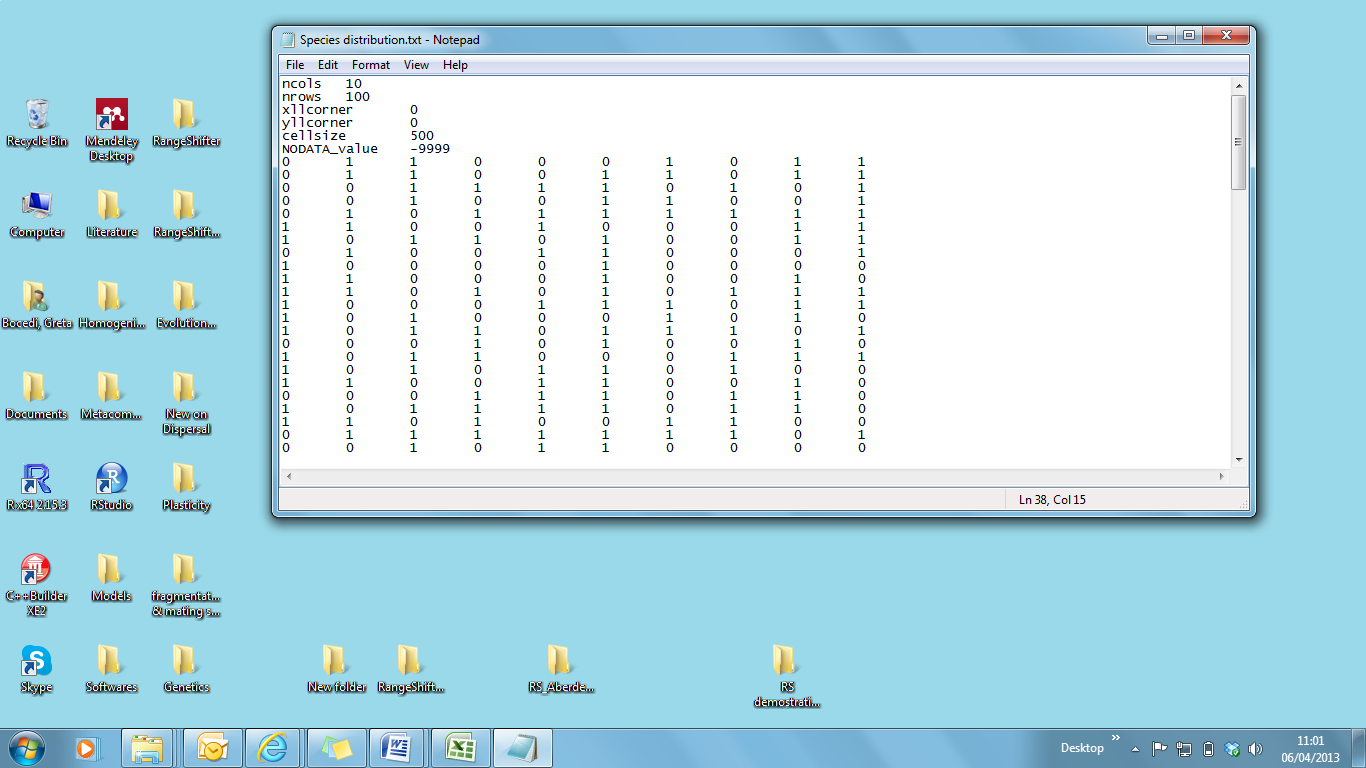 Species distribution.txt - Notepad
File Edit Format View Help
ncols 10
nrows 100
xllcorner 0
yllcorner 0
cellsize 500
NODATA_value -9999
0 1 1 0 0 0 1 0 1 1
0 1 1 0 0 1 1 0 0 1
0 0 1 1 1 1 0 1 0 1
0 0 1 0 0 1 1 0 0 1
0 1 0 1 1 1 1 1 1 1
1 1 0 0 1 0 0 0 1 1
1 0 1 1 0 1 0 0 1 1
0 1 0 0 1 1 0 0 0 1
1 0 0 0 0 1 0 0 0 0
1 1 0 0 0 1 0 0 1 0
1 1 0 1 0 1 0 1 1 1
1 0 0 0 1 1 1 0 1 1
1 0 1 0 0 0 1 1 0 0
1 0 1 1 0 1 1 1 0 1
0 0 1 0 0 1 0 0 1 0
1 0 1 1 0 0 0 1 1 1
1 0 1 0 1 1 0 1 0 0
1 1 0 0 1 1 0 0 1 0
0 0 0 1 1 1 0 1 1 0
1 0 1 1 1 1 0 1 1 0
1 1 0 1 0 0 1 1 0 0
0 1 1 1 1 1 1 1 0 1
0 0 1 0 1 1 0 0 0 0
Ln 38, Col 15
Recycle Bin
Mendeley
Desktop
RangeShifter
Computer
Literature
RangeShift...
Bocedi, Greta
Homogeni...
Evolution...
Documents
Metacom...
New on
Dispersal
R x64 2.15.3
RStudio
Plasticity
C++Builder
XE2
Models
fragmentat...
& mating s...
Skype
Softwares
Genetics
New folder
RangeShift...
RS_Aberde...
RS
demostrati...
Desktop
11:01
06/04/2013